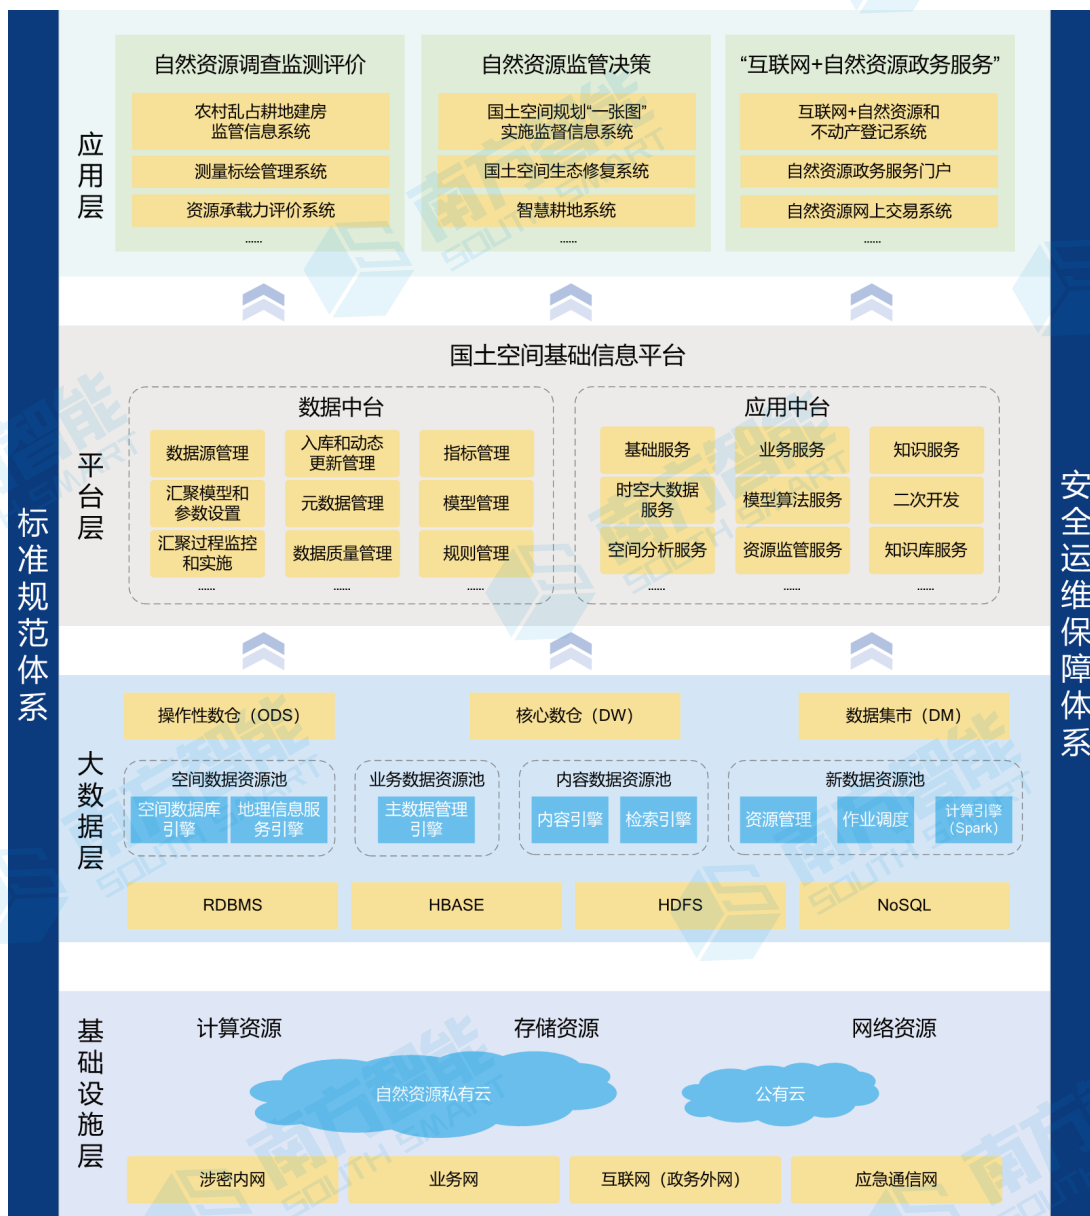 标准规范体系
安全运维保障体系
应用层
自然资源调查监测评价
农村乱占耕地建房
监管信息系统
测量标绘管理系统
资源承载力评价系统
......
自然资源监管决策
国土空间规划“一张图”
实施监督信息系统
国土空间生态修复系统
智慧耕地系统
......
“互联网+自然资源政务服务”
互联网+自然资源和
不动产登记系统
自然资源政务服务门户
自然资源网上交易系统
......
平台层
国土空间基础信息平台
数据中台
数据源管理
入库和动态
更新管理
指标管理
汇聚模型和
参数设置
元数据管理
模型管理
汇聚过程监控
和实施
数据质量管理
规则管理
......
......
......
应用中台
基础服务
业务服务
知识服务
时空大数据
服务
模型算法服务
二次开发
空间分析服务
资源监管服务
知识库服务
......
......
......
大数据层
操作性数仓（ODS）
核心数仓（DW）
数据集市（DM）
空间数据资源池
空间数据库
引擎
地理信息服
务引擎
业务数据资源池
主数据管理
引擎
内容数据资源池
内容引擎
检索引擎
新数据资源池
资源管理
作业调度
计算引擎
（Spark）
RDBMS
HBASE
HDFS
NoSQL
基础设施层
计算资源
存储资源
网络资源
自然资源私有云
公有云
涉密内网
业务网
互联网（政务外网）
应急通信网
南方智能
SOUTH SMART